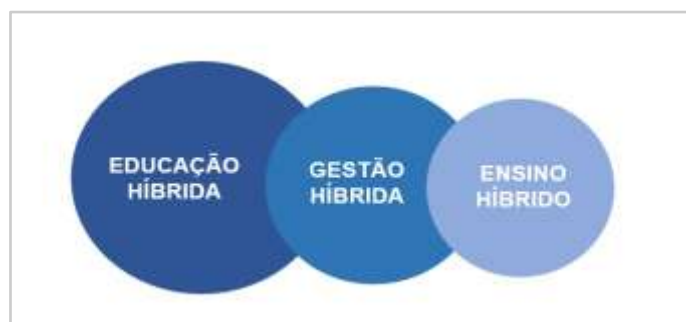 EDUCAÇÃO
HÍBRIDA
GESTÃO
HÍBRIDA
ENSINO
HÍBRIDO